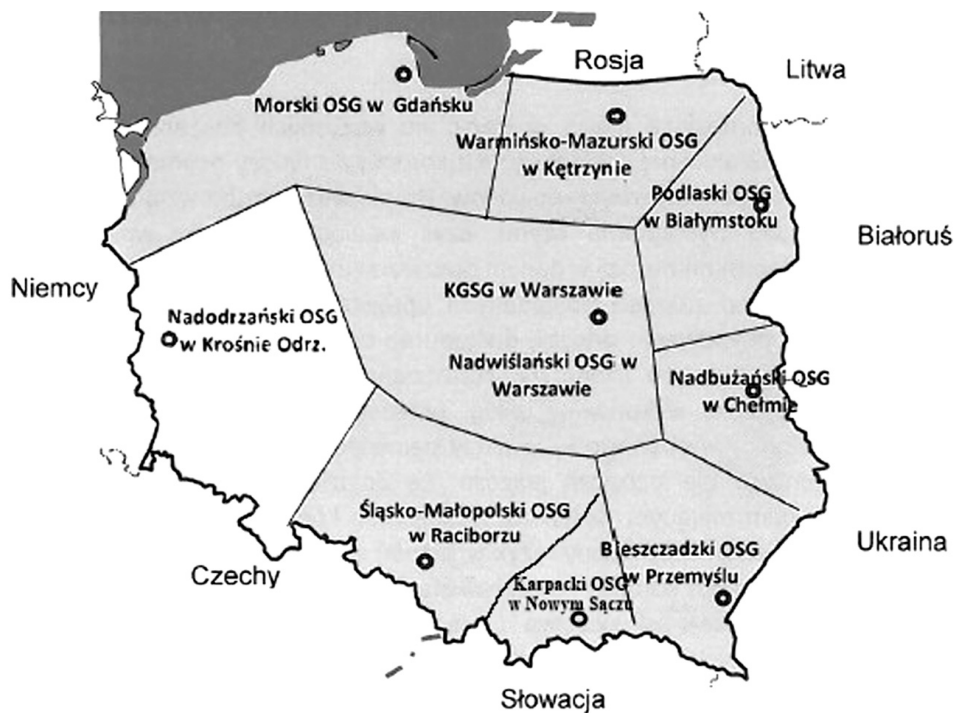 Rosja
Litwa
Morski OSG w Gdańsku
Warmińsko-Mazurski OSG
w Kętrzynie
Podlaski OSG
w Białymstoku
Białoruś
Niemcy
KGSG w Warszawie
Nadodrzański OSG
w Krośnie Odrz.
Nadwiślański OSG w
Warszawie
Nadbużański OSG
w Chełmie
Śląsko-Małopolski OSG
w Raciborzu
Ukraina
Bieszczadzki OSG
w Przemyślu
Czechy
Karpacki OSG
w Nowym Sączu
Słowacja